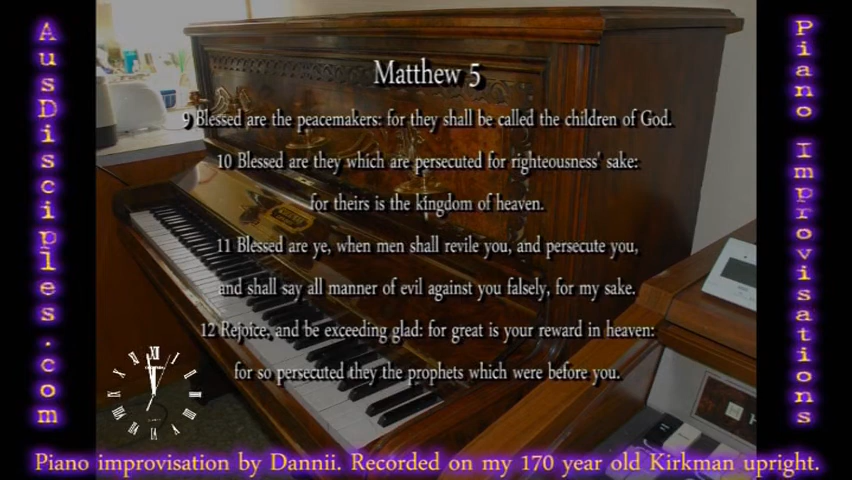 AusDisciples.com
Matthew 5
9 Blessed are the peacemakers: for they shall be called the children of God.
10 Blessed are they which are persecuted for righteousness' sake:
for theirs is the kingdom of heaven.
11 Blessed are ye, when men shall revile you, and persecute you,
and shall say all manner of evil against you falsely, for my sake.
12 Rejoice, and be exceeding glad: for great is your reward in heaven:
for so persecuted they the prophets which were before you.
Piano Improvisations
Piano improvisation by Dannii. Recorded on my 170 year old Kirkman upright.